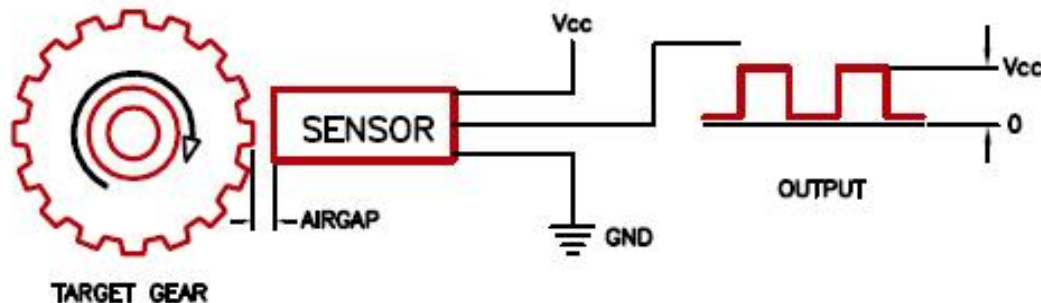 Vcc
SENSOR
Vcc
0
OUTPUT
AIRGAP
GND
TARGET GEAR